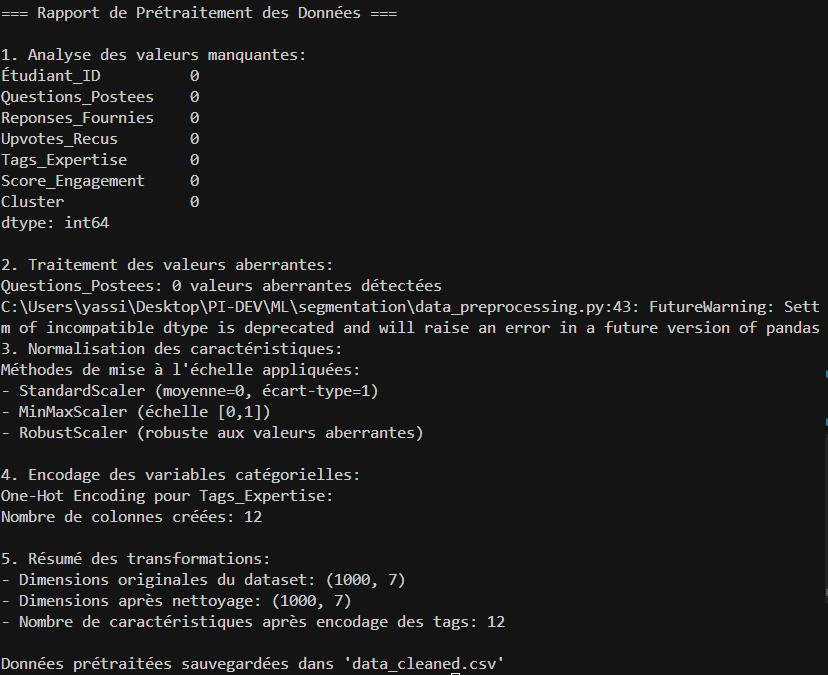 === Rapport de Prétraitement des Données ===
1. Analyse des valeurs manquantes:
Étudiant_ID 0
Questions_Postees 0
Reponses_Fournies 0
Upvotes_Recus 0
Tags_Expertise 0
Score_Engagement 0
Cluster 0
dtype: int64
2. Traitement des valeurs aberrantes:
Questions_Postees: 0 valeurs aberrantes détectées
C:\Users\yassi\Desktop\PI-DEV\ML\segmentation\data_preprocessing.py:43: FutureWarning: Sett
m of incompatible dtype is deprecated and will raise an error in a future version of pandas
3. Normalisation des caractéristiques:
Méthodes de mise à l'échelle appliquées:
- StandardScaler (moyenne=0, écart-type=1)
- MinMaxScaler (échelle [0,1])
- RobustScaler (robuste aux valeurs aberrantes)
4. Encodage des variables catégorielles:
One-Hot Encoding pour Tags_Expertise:
Nombre de colonnes créées: 12
5. Résumé des transformations:
- Dimensions originales du dataset: (1000, 7)
- Dimensions après nettoyage: (1000, 7)
- Nombre de caractéristiques après encodage des tags: 12
Données prétraitées sauvegardées dans 'data_cleaned.csv'